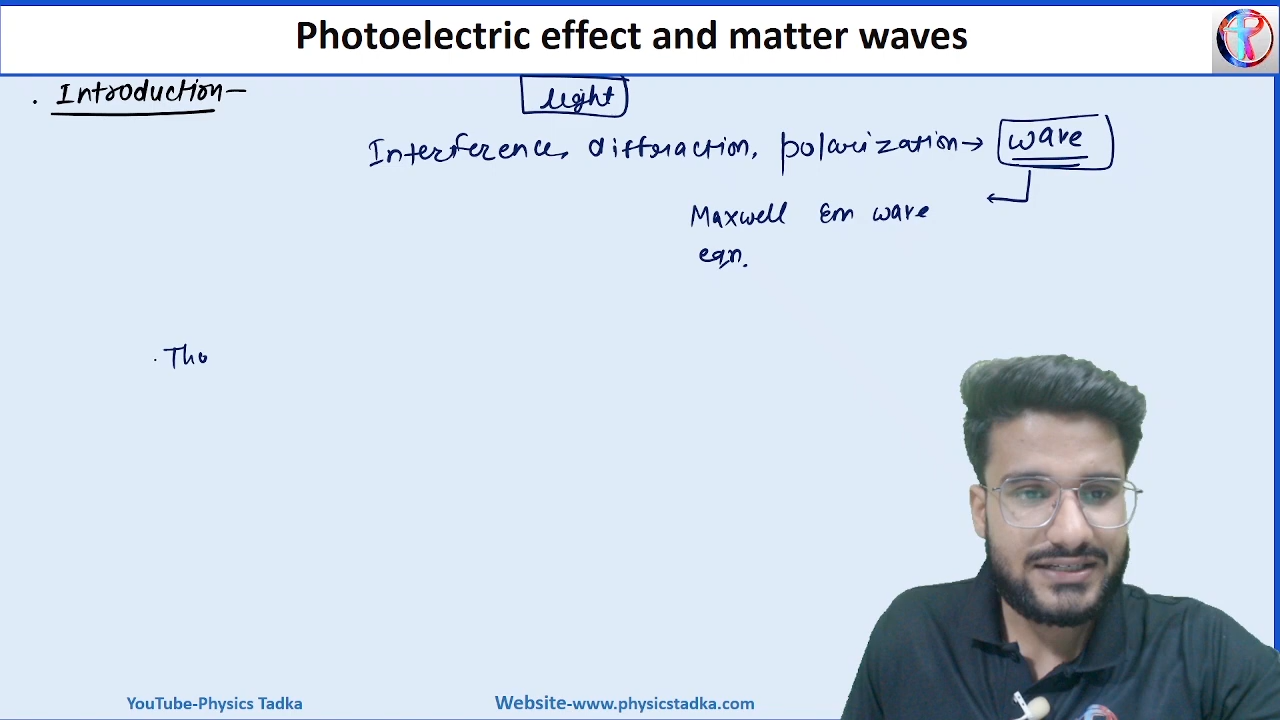 Photoelectric effect and matter waves
. Introduction-
light
Interference, diffraction, polarization → wave
Maxwell Em wave
eqn.
. Tho
YouTube-Physics Tadka
Website-www.physicstadka.com